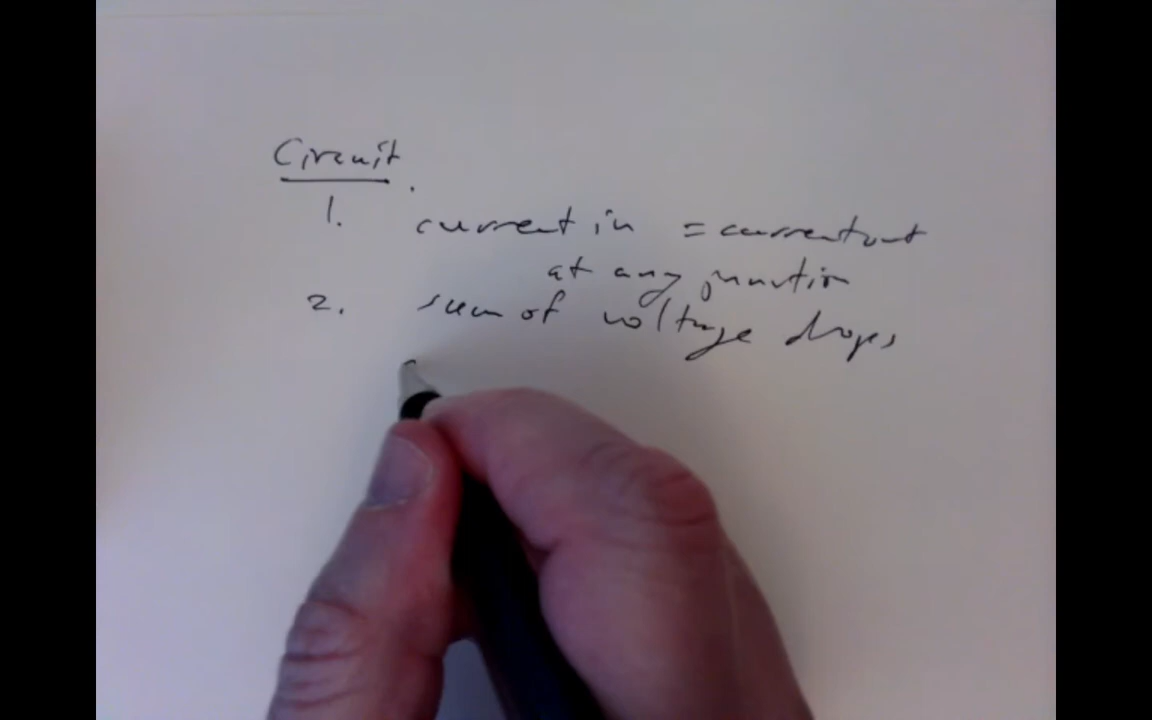 Circuit
1. current in = current out
at any junction
2. sum of voltage drops